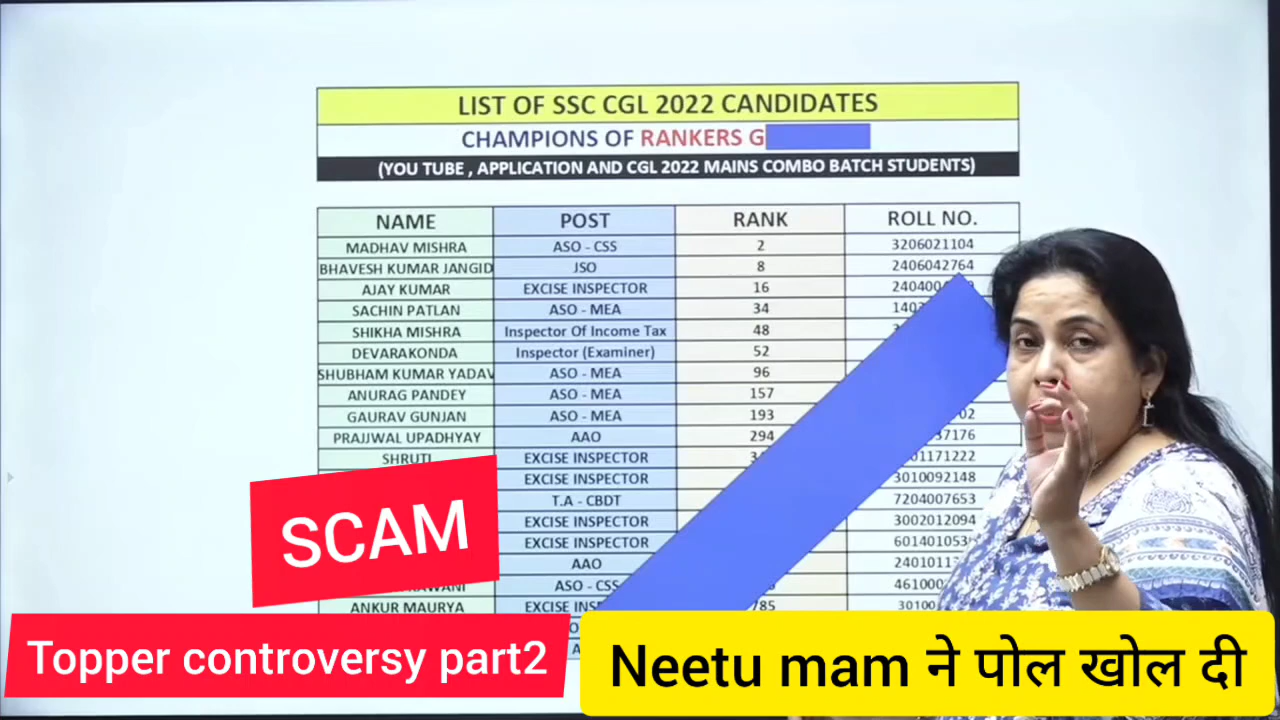 LIST OF SSC CGL 2022 CANDIDATES
CHAMPIONS OF RANKERS G
(YOU TUBE , APPLICATION AND CGL 2022 MAINS COMBO BATCH STUDENTS)
NAME POST RANK ROLL NO.
MADHAV MISHRA ASO - CSS 2 3206021104
BHAVESH KUMAR JANGID JSO 8 2406042764
AJAY KUMAR EXCISE INSPECTOR 16
SACHIN PATLAN ASO - MEA 34
SHIKHA MISHRA Inspector Of Income Tax 48
DEVARAKONDA Inspector (Examiner) 52
SHUBHAM KUMAR YADAV ASO - MEA 96
ANURAG PANDEY ASO - MEA 157
GAURAV GUNJAN ASO - MEA 193
PRAJJWAL UPADHYAY AAO 294
SHRUTI EXCISE INSPECTOR
EXCISE INSPECTOR 3010092148
T.A - CBDT 7204007653
EXCISE INSPECTOR 3002012094
EXCISE INSPECTOR
AAO
ASO - CSS
ANKUR MAURYA EXCISE
SCAM
Topper controversy part2
Neetu mam ने पोल खोल दी